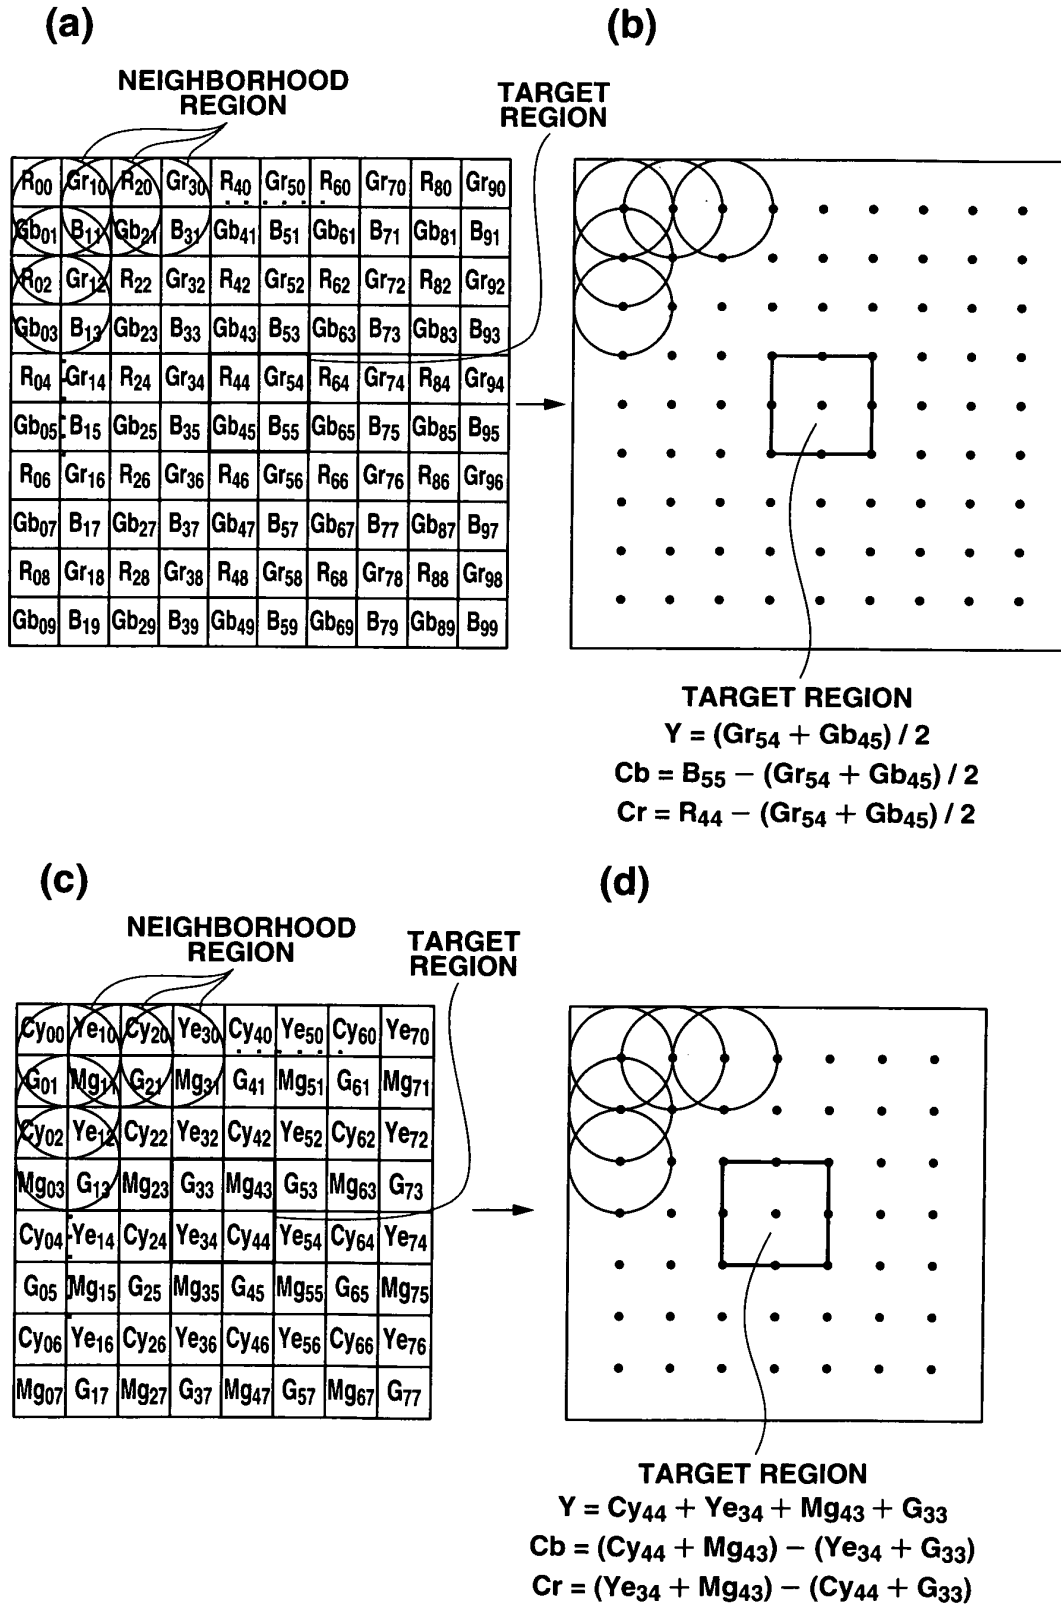 (a)
(b)
NEIGHBORHOOD
REGION
TARGET
REGION
R00 Gr10 R20 Gr30 R40 Gr50 R60 Gr70 R80 Gr90
Gb01 B11 Gb21 B31 Gb41 B51 Gb61 B71 Gb81 B91
R02 Gr12 R22 Gr32 R42 Gr52 R62 Gr72 R82 Gr92
Gb03 B13 Gb23 B33 Gb43 B53 Gb63 B73 Gb83 B93
R04 Gr14 R24 Gr34 R44 Gr54 R64 Gr74 R84 Gr94
Gb05 B15 Gb25 B35 Gb45 B55 Gb65 B75 Gb85 B95
R06 Gr16 R26 Gr36 R46 Gr56 R66 Gr76 R86 Gr96
Gb07 B17 Gb27 B37 Gb47 B57 Gb67 B77 Gb87 B97
R08 Gr18 R28 Gr38 R48 Gr58 R68 Gr78 R88 Gr98
Gb09 B19 Gb29 B39 Gb49 B59 Gb69 B79 Gb89 B99
TARGET REGION
Y = (Gr54 + Gb45) / 2
Cb = B55 − (Gr54 + Gb45) / 2
Cr = R44 − (Gr54 + Gb45) / 2
(c)
(d)
NEIGHBORHOOD
REGION
TARGET
REGION
Cy00 Ye10 Cy20 Ye30 Cy40 Ye50 Cy60 Ye70
G01 Mg11 G21 Mg31 G41 Mg51 G61 Mg71
Cy02 Ye12 Cy22 Ye32 Cy42 Ye52 Cy62 Ye72
Mg03 G13 Mg23 G33 Mg43 G53 Mg63 G73
Cy04 Ye14 Cy24 Ye34 Cy44 Ye54 Cy64 Ye74
G05 Mg15 G25 Mg35 G45 Mg55 G65 Mg75
Cy06 Ye16 Cy26 Ye36 Cy46 Ye56 Cy66 Ye76
Mg07 G17 Mg27 G37 Mg47 G57 Mg67 G77
TARGET REGION
Y = Cy44 + Ye34 + Mg43 + G33
Cb = (Cy44 + Mg43) − (Ye34 + G33)
Cr = (Ye34 + Mg43) − (Cy44 + G33)